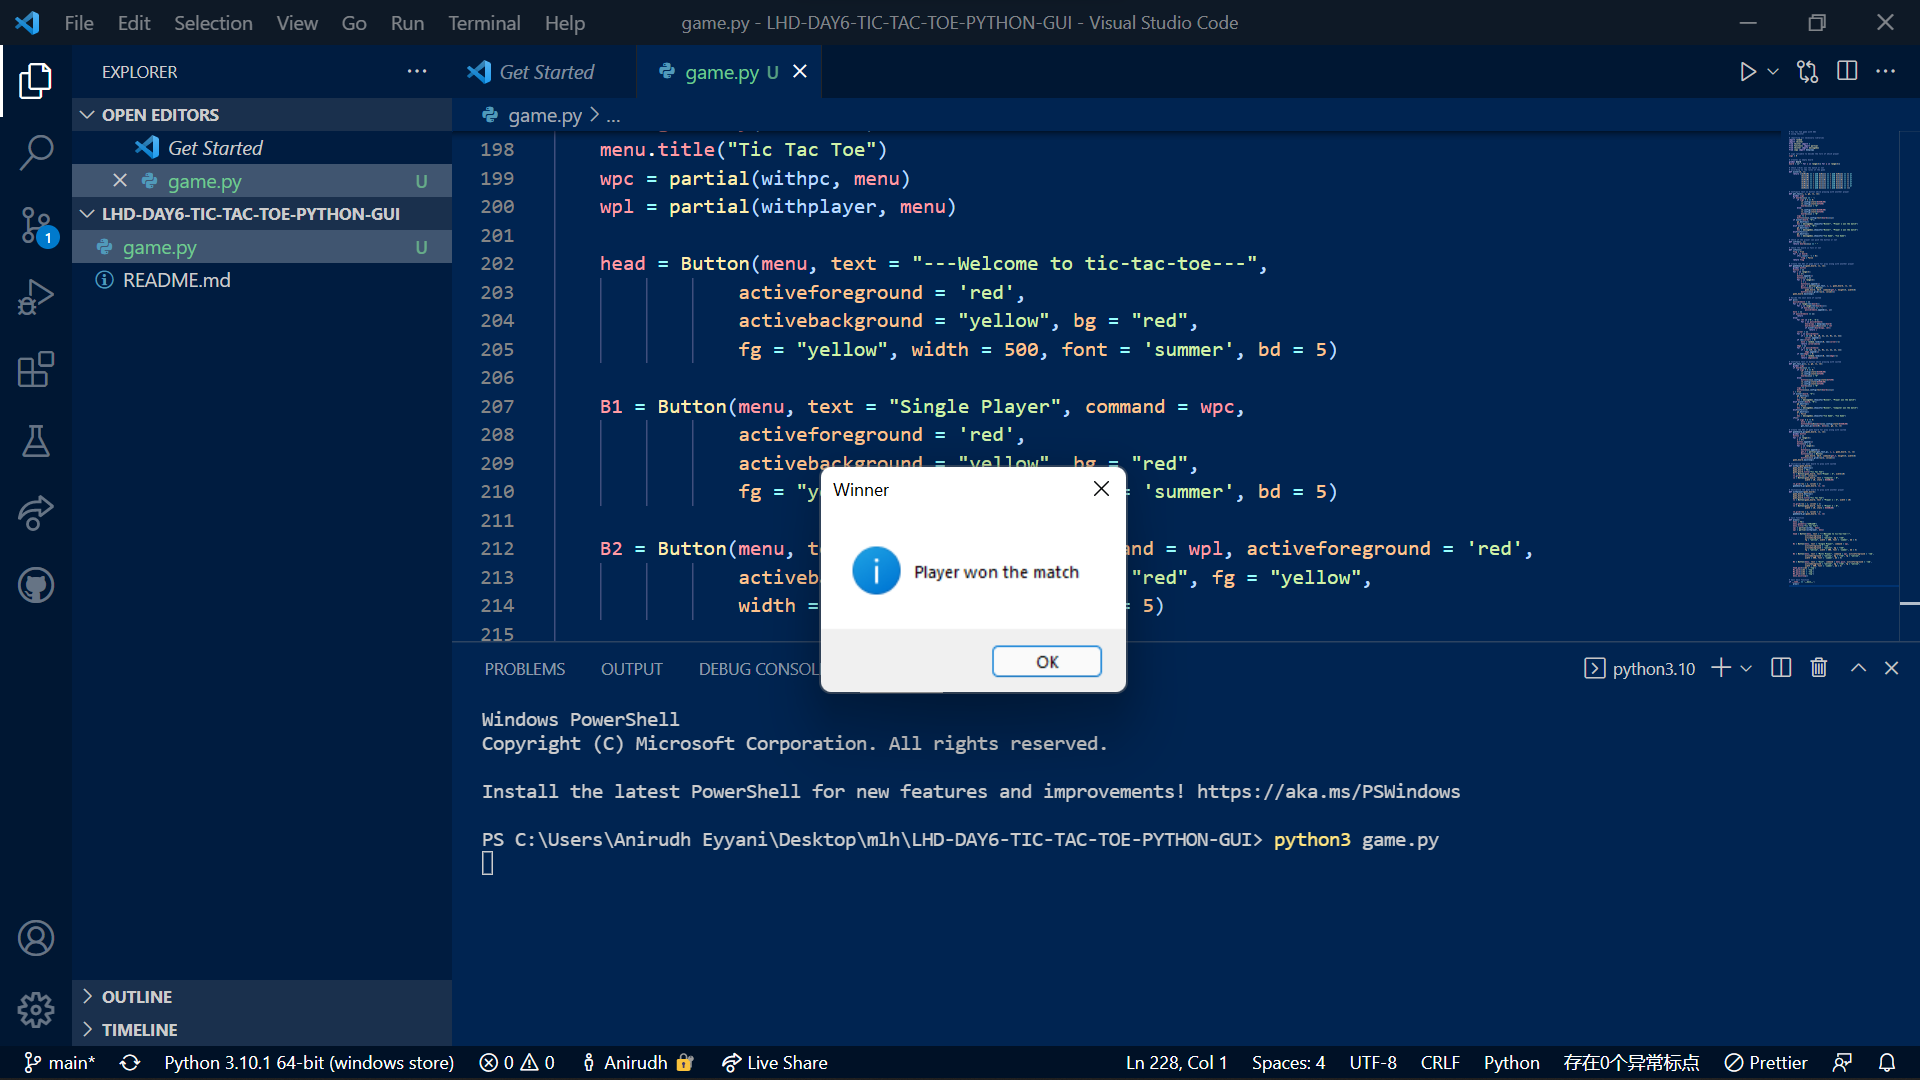 File Edit Selection View Go Run Terminal Help
game.py - LHD-DAY6-TIC-TAC-TOE-PYTHON-GUI - Visual Studio Code
EXPLORER
OPEN EDITORS
Get Started
game.py U
LHD-DAY6-TIC-TAC-TOE-PYTHON-GUI
game.py U
README.md
OUTLINE
TIMELINE
1
Get Started
game.py U
game.py > ...
198 menu.title("Tic Tac Toe")
199 wpc = partial(withpc, menu)
200 wpl = partial(withplayer, menu)
201
202 head = Button(menu, text = "---Welcome to tic-tac-toe---",
203 activeforeground = 'red',
204 activebackground = "yellow", bg = "red",
205 fg = "yellow", width = 500, font = 'summer', bd = 5)
206
207 B1 = Button(menu, text = "Single Player", command = wpc,
208 activeforeground = 'red',
209 activebackground = "yellow", bg = "red",
210 fg = "y = 'summer', bd = 5)
211
212 B2 = Button(menu, t nd = wpl, activeforeground = 'red',
213 activeb "red", fg = "yellow",
214 width = = 5)
215
Winner
Player won the match
OK
PROBLEMS OUTPUT DEBUG CONSOL
python3.10
Windows PowerShell
Copyright (C) Microsoft Corporation. All rights reserved.
Install the latest PowerShell for new features and improvements! https://aka.ms/PSWindows
PS C:\Users\Anirudh Eyyani\Desktop\mlh\LHD-DAY6-TIC-TAC-TOE-PYTHON-GUI> python3 game.py
main* Python 3.10.1 64-bit (windows store) 0 0 Anirudh Live Share Ln 228, Col 1 Spaces: 4 UTF-8 CRLF Python 存在0个异常标点 Prettier